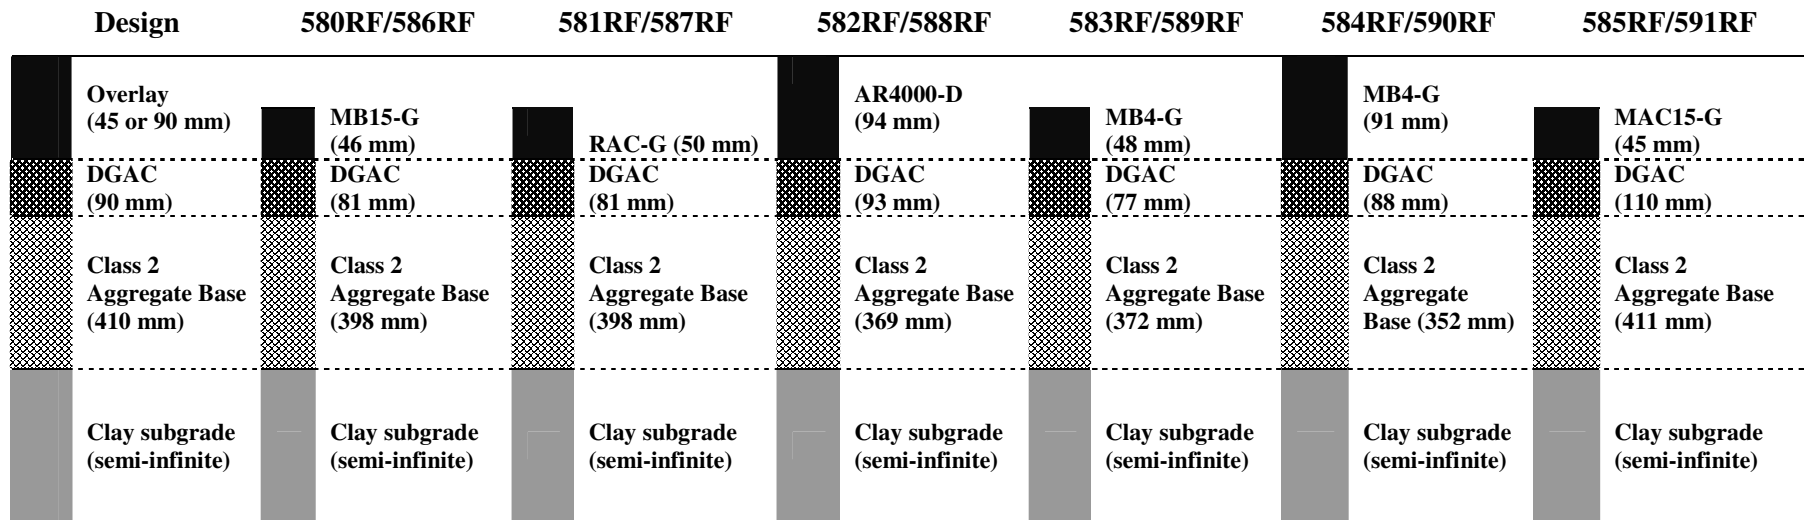 Design 580RF/586RF 581RF/587RF 582RF/588RF 583RF/589RF 584RF/590RF 585RF/591RF
Overlay
(45 or 90 mm)
MB15-G
(46 mm)
RAC-G (50 mm)
AR4000-D
(94 mm)
MB4-G
(48 mm)
MB4-G
(91 mm)
MAC15-G
(45 mm)
DGAC
(90 mm)
DGAC
(81 mm)
DGAC
(81 mm)
DGAC
(93 mm)
DGAC
(77 mm)
DGAC
(88 mm)
DGAC
(110 mm)
Class 2
Aggregate Base
(410 mm)
Class 2
Aggregate Base
(398 mm)
Class 2
Aggregate Base
(398 mm)
Class 2
Aggregate Base
(369 mm)
Class 2
Aggregate Base
(372 mm)
Class 2
Aggregate
Base (352 mm)
Class 2
Aggregate Base
(411 mm)
Clay subgrade
(semi-infinite)
Clay subgrade
(semi-infinite)
Clay subgrade
(semi-infinite)
Clay subgrade
(semi-infinite)
Clay subgrade
(semi-infinite)
Clay subgrade
(semi-infinite)
Clay subgrade
(semi-infinite)